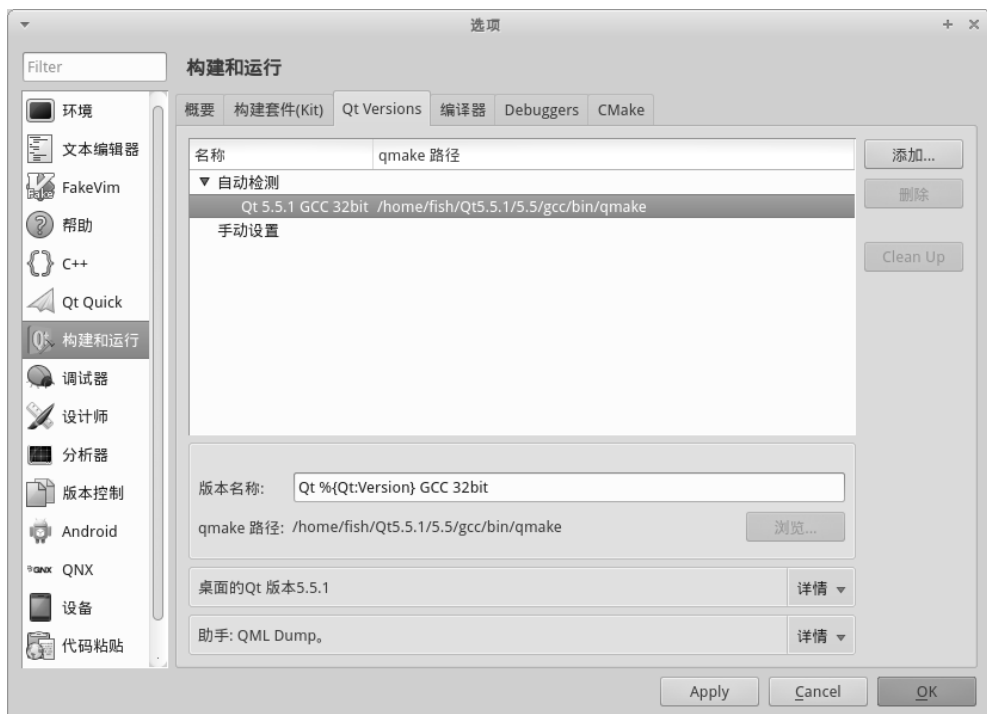 选项
Filter
环境
文本编辑器
FakeVim
帮助
C++
Qt Quick
构建和运行
调试器
设计师
分析器
版本控制
Android
QNX
设备
代码粘贴
构建和运行
概要 构建套件(Kit) Qt Versions 编译器 Debuggers CMake
名称 qmake 路径
自动检测
Qt 5.5.1 GCC 32bit /home/fish/Qt5.5.1/5.5/gcc/bin/qmake
手动设置
添加...
删除
Clean Up
版本名称: Qt %{Qt:Version} GCC 32bit
qmake 路径: /home/fish/Qt5.5.1/5.5/gcc/bin/qmake 浏览...
桌面的Qt 版本5.5.1 详情
助手: QML Dump。 详情
Apply Cancel OK